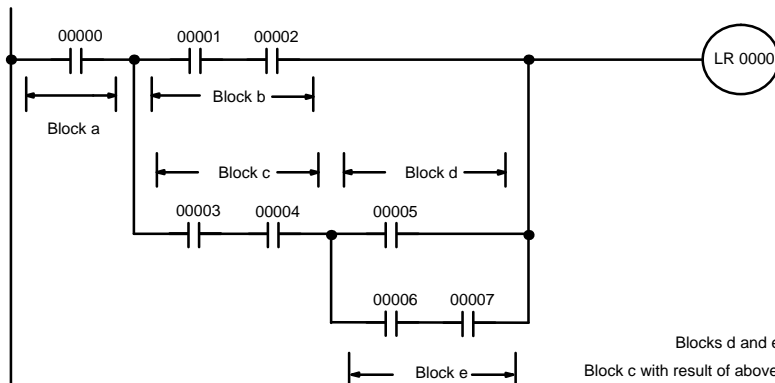 00000 00001 00002
LR 0000
Block b
Block a
Block c Block d
00003 00004 00005
00006 00007
Blocks d and e
Block e Block c with result of above